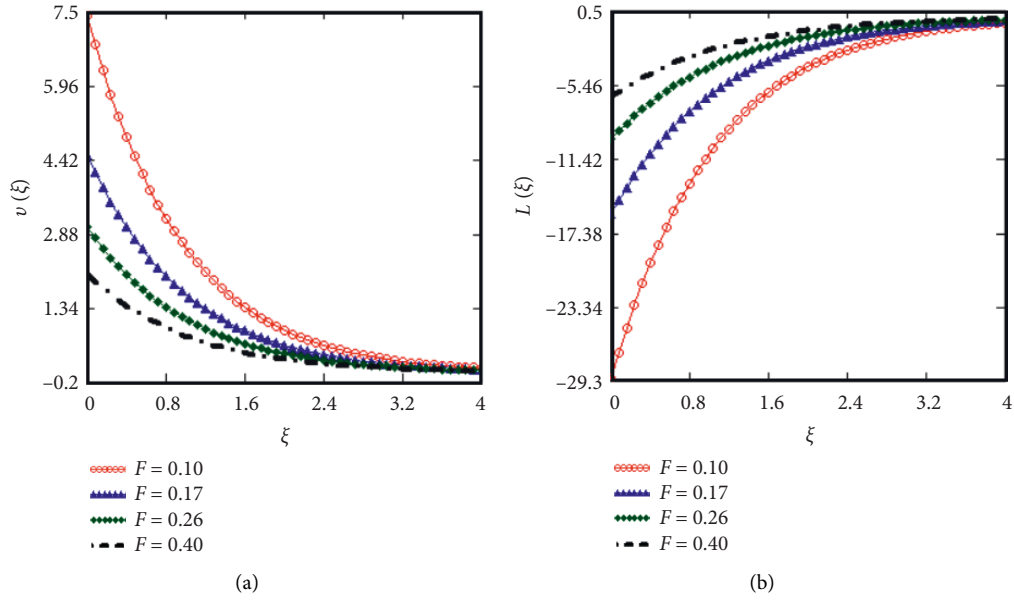 7.5
5.96
4.42
2.88
1.34
−0.2
υ (ξ)
0 0.8 1.6 2.4 3.2 4
ξ
F = 0.10
F = 0.17
F = 0.26
F = 0.40
(a)
0.5
−5.46
−11.42
−17.38
−23.34
−29.3
L (ξ)
0 0.8 1.6 2.4 3.2 4
ξ
F = 0.10
F = 0.17
F = 0.26
F = 0.40
(b)